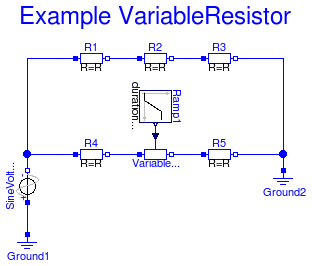 Example VariableResistor
R1
R2
R3
R=R
R=R
R=R
Ramp1
duration...
R4
R5
R=R
Variable...
R=R
SineVolt...
-
+
Ground2
Ground1